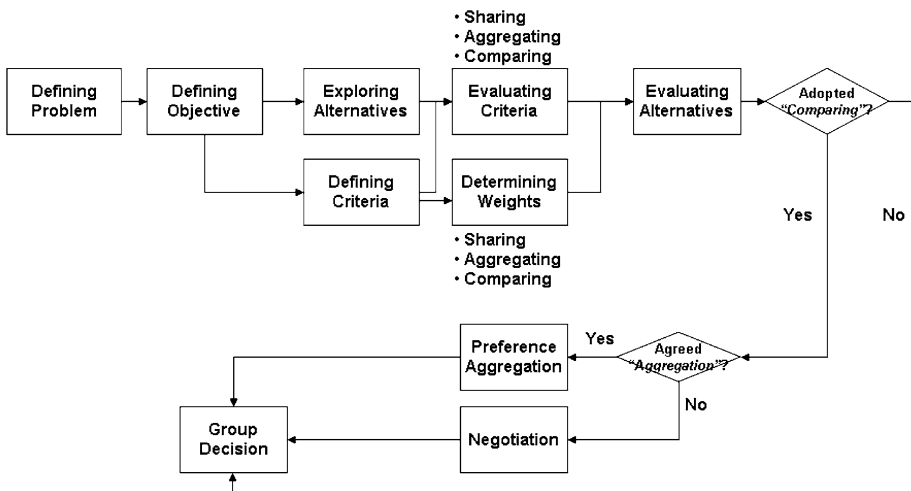 • Sharing
• Aggregating
• Comparing
Defining
Problem
Defining
Objective
Exploring
Alternatives
Evaluating
Criteria
Evaluating
Alternatives
Adopted
“Comparing”?
Defining
Criteria
Determining
Weights
Yes
No
• Sharing
• Aggregating
• Comparing
Preference
Aggregation
Yes
Agreed
“Aggregation”?
No
Group
Decision
Negotiation